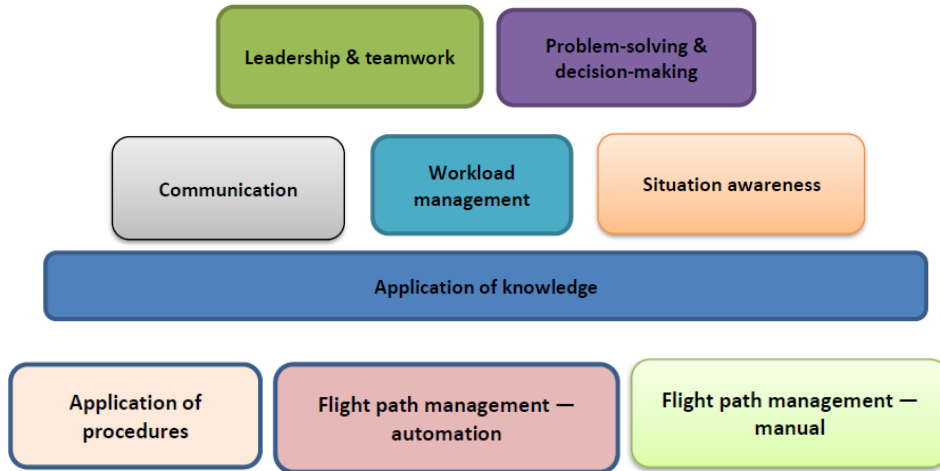 Leadership & teamwork
Problem-solving &
decision-making
Communication
Workload
management
Situation awareness
Application of knowledge
Application of
procedures
Flight path management —
automation
Flight path management —
manual